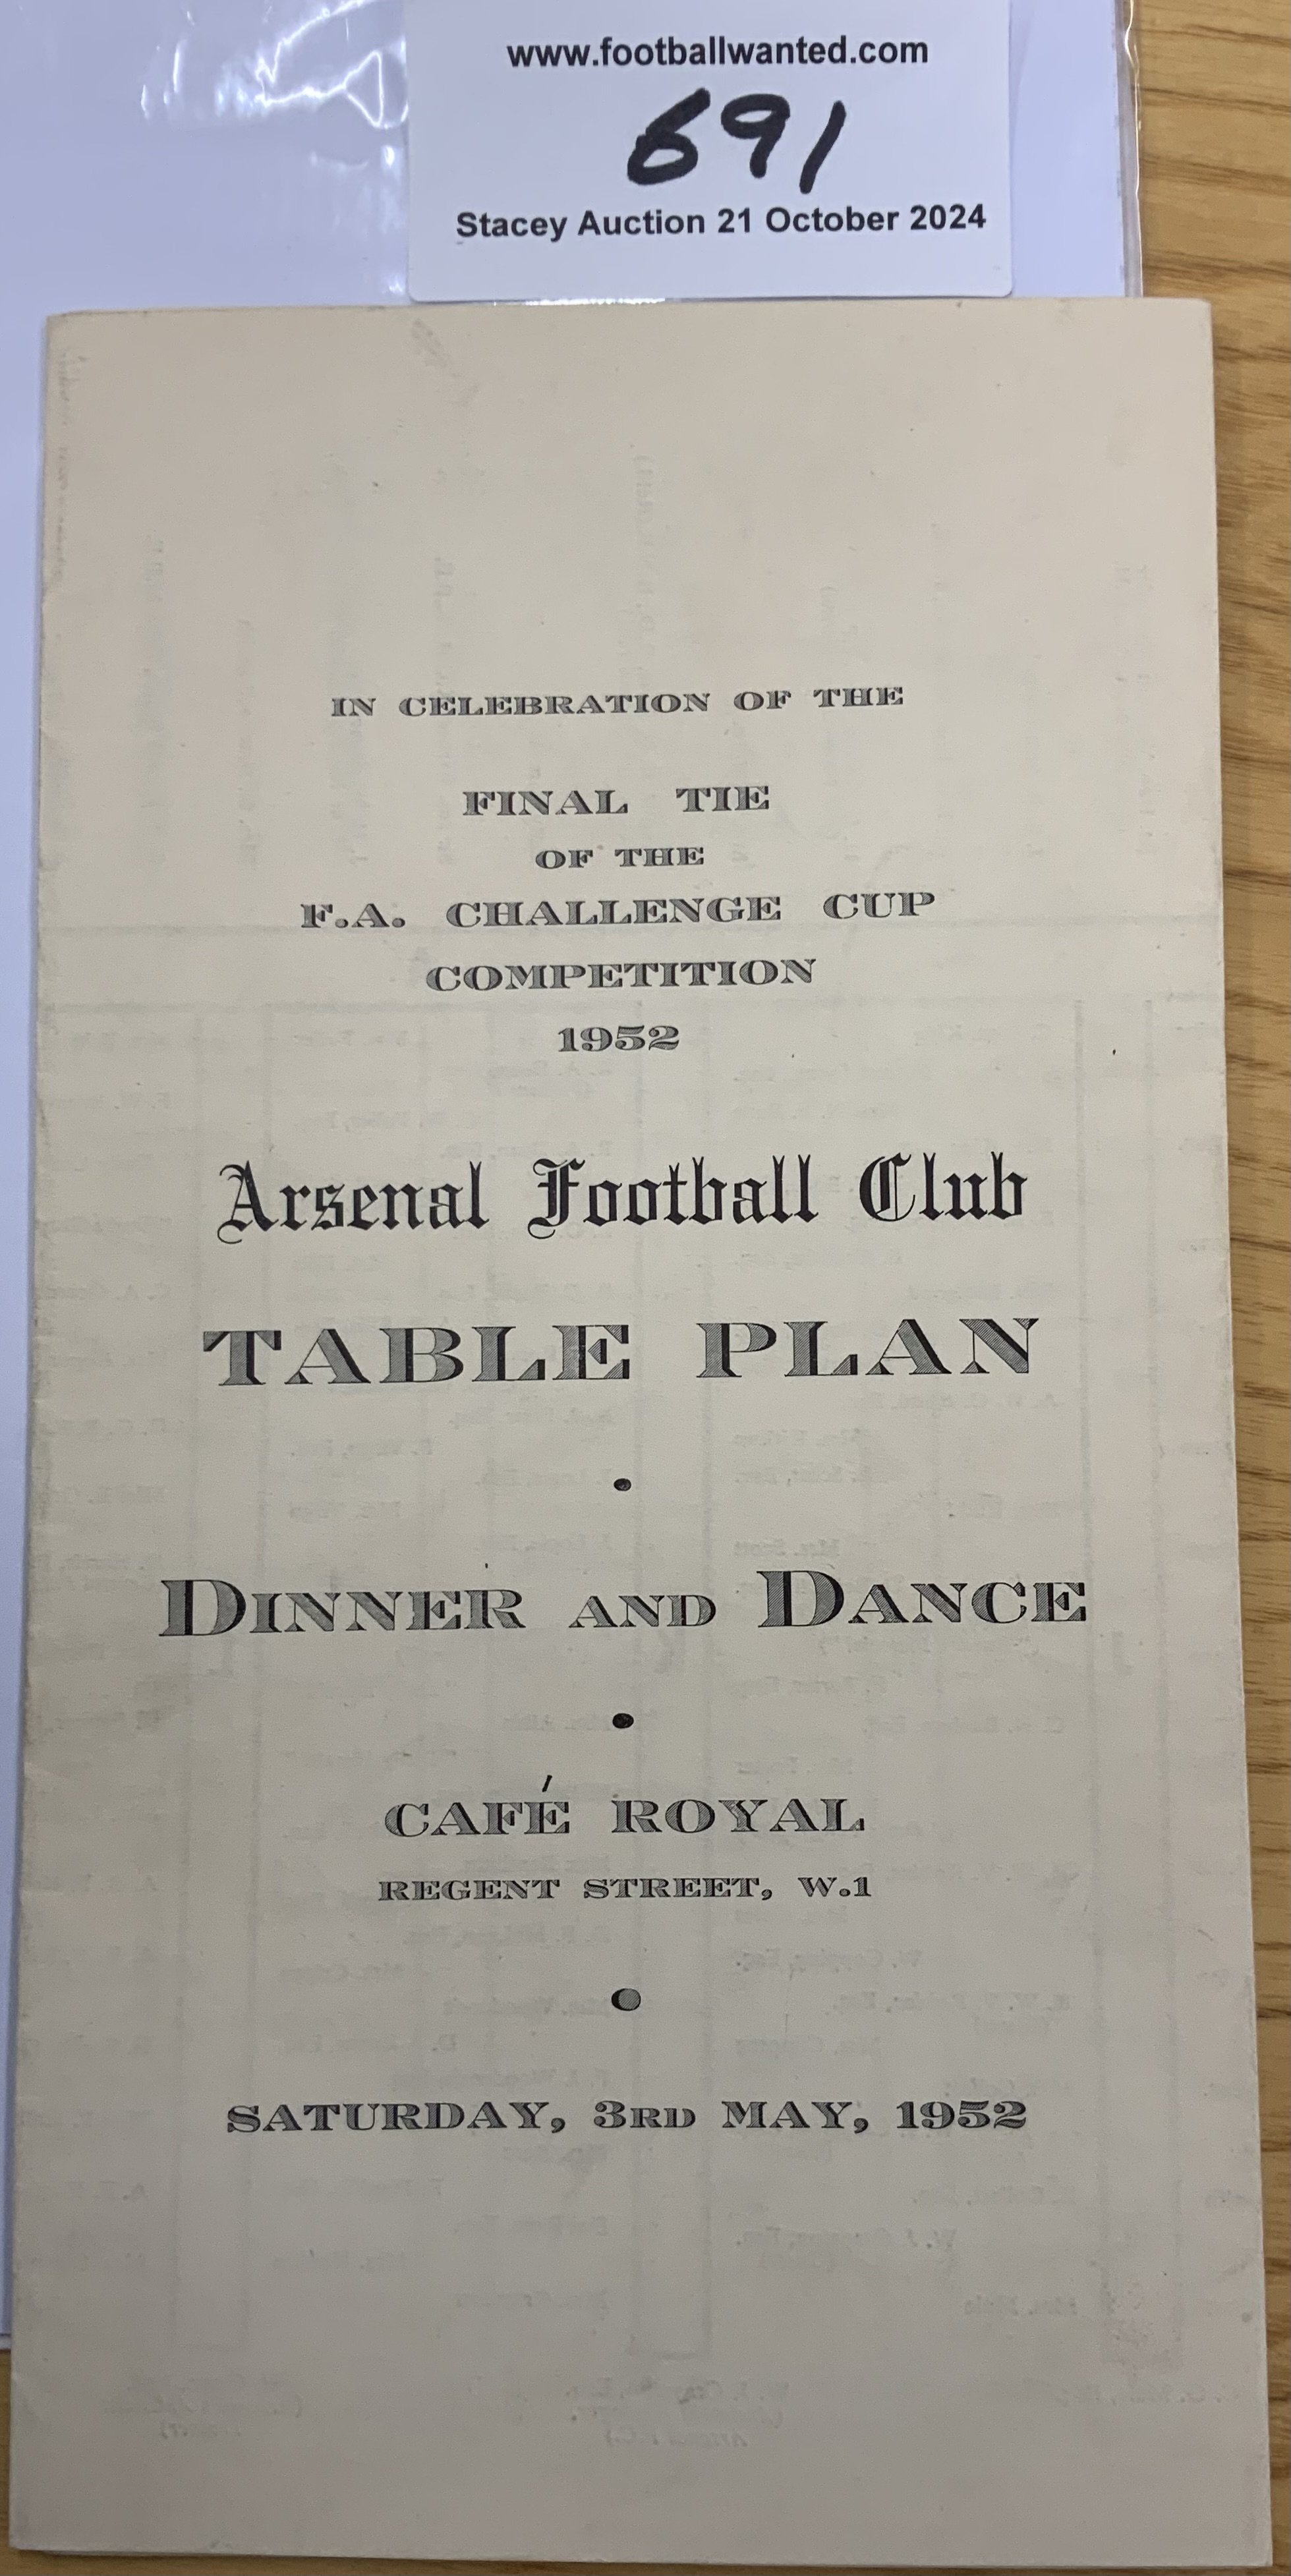 www.footballwanted.com
691
Stacey Auction 21 October 2024
IN CELEBRATION OF THE
FINAL TIE
OF THE
F.A. CHALLENGE CUP
COMPETITION
1952
Arsenal Football Club
TABLE PLAN
DINNER AND DANCE
CAFÉ ROYAL
REGENT STREET, W.1
SATURDAY, 3RD MAY, 1952